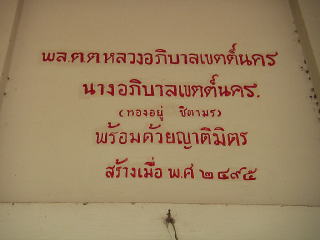 พล.ต.ต.หลวงอภิบาลเขตต์นคร
นางอภิบาลเขตต์นคร.
(ทองอยู่ ชิตามร)
พร้อมด้วยญาติมิตร
สร้างเมื่อ พ.ศ ๒๔๙๕